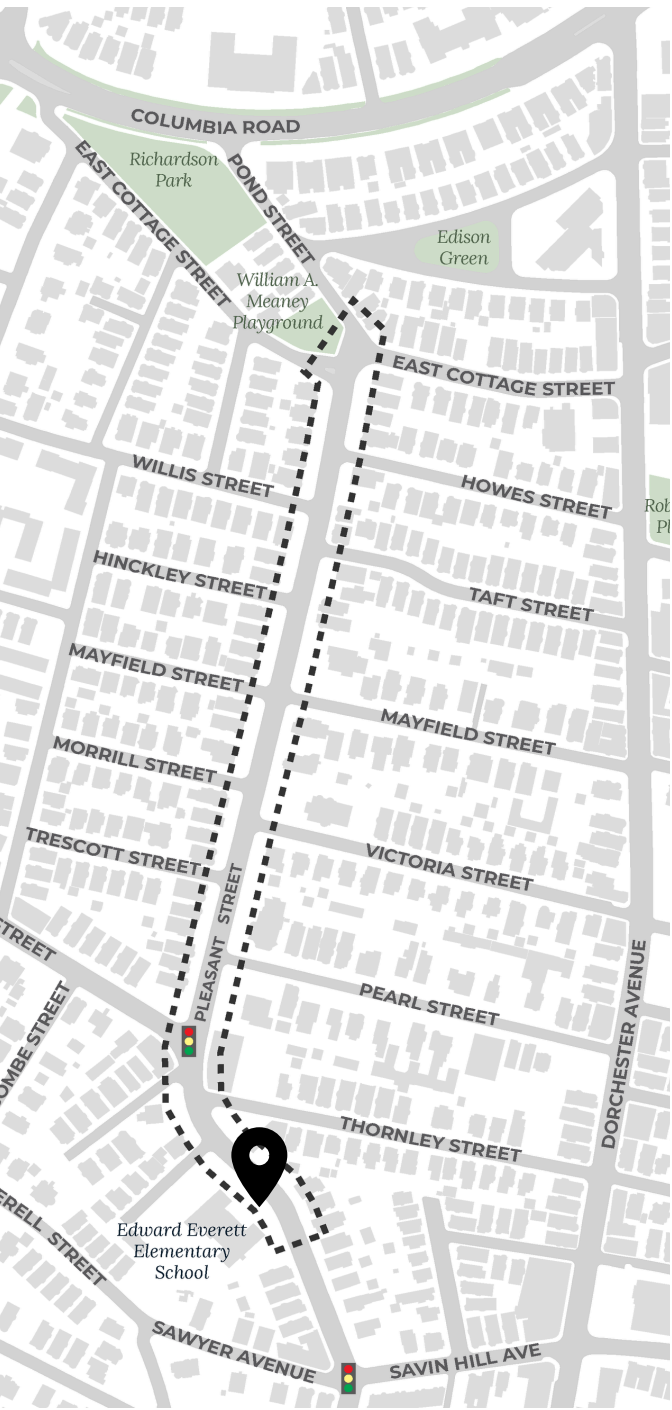 COLUMBIA ROAD
Richardson
Park
POND STREET
EAST COTTAGE STREET
Edison
Green
William A.
Meaney
Playground
EAST COTTAGE STREET
WILLIS STREET
HOWES STREET
HINCKLEY STREET
TAFT STREET
MAYFIELD STREET
MAYFIELD STREET
MORRILL STREET
TRESCOTT STREET
VICTORIA STREET
PLEASANT STREET
STREET
PEARL STREET
DORCHESTER AVENUE
THORNLEY STREET
STREET
Edward Everett
Elementary
School
SAWYER AVENUE
SAVIN HILL AVE